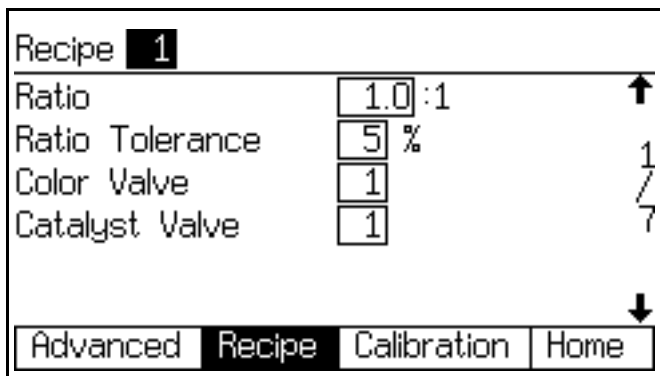 Recipe 1
Ratio 1.0 :1
Ratio Tolerance 5 %
Color Valve 1
Catalyst Valve 1
1
/
7
Advanced Recipe Calibration Home